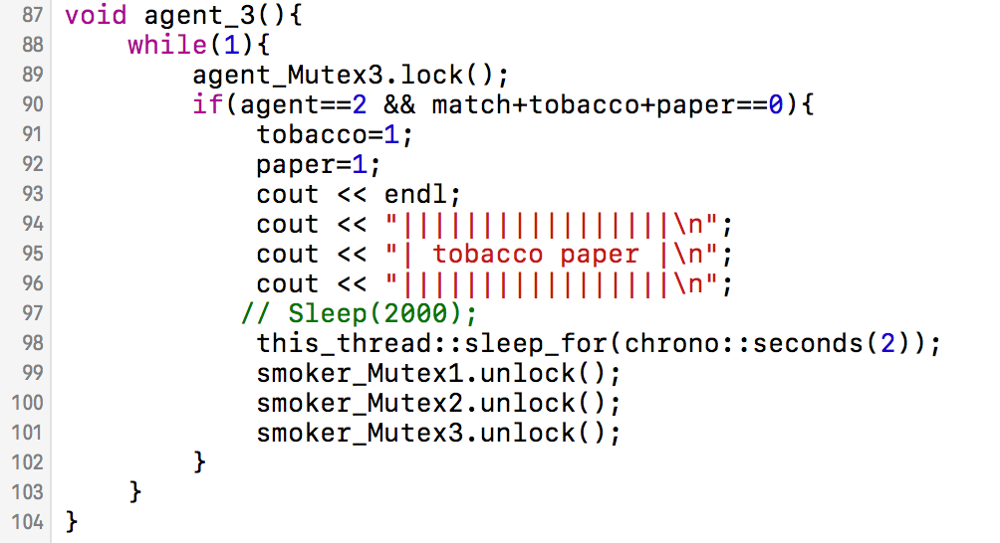 87 void agent_3(){
88     while(1){
89         agent_Mutex3.lock();
90         if(agent==2 && match+tobacco+paper==0){
91             tobacco=1;
92             paper=1;
93             cout << endl;
94             cout << "|||||||||||||||||\n";
95             cout << "| tobacco paper |\n";
96             cout << "|||||||||||||||||\n";
97            // Sleep(2000);
98             this_thread::sleep_for(chrono::seconds(2));
99             smoker_Mutex1.unlock();
100             smoker_Mutex2.unlock();
101             smoker_Mutex3.unlock();
102         }
103     }
104 }